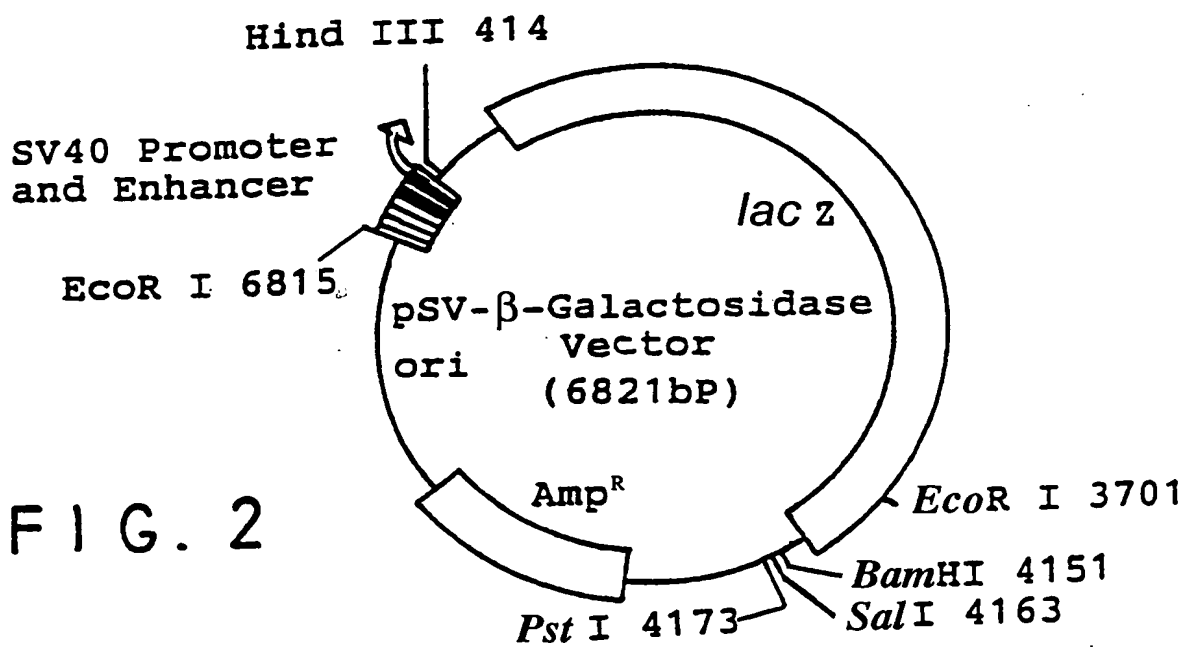 Hind III 414
SV40 Promoter
and Enhancer
lac z
EcoR I 6815
pSV-β-Galactosidase
Vector
ori
(6821bP)
Amp^R
EcoR I 3701
FIG. 2
BamHI 4151
Pst I 4173
Sal I 4163